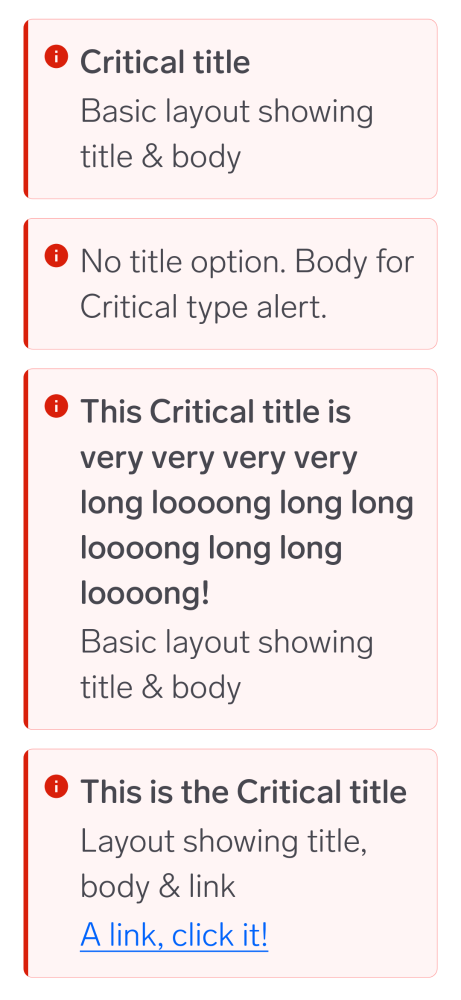 Critical title
Basic layout showing
title & body
No title option. Body for
Critical type alert.
This Critical title is
very very very very
long loooong long long
loooong long long
loooong!
Basic layout showing
title & body
This is the Critical title
Layout showing title,
body & link
A link, click it!